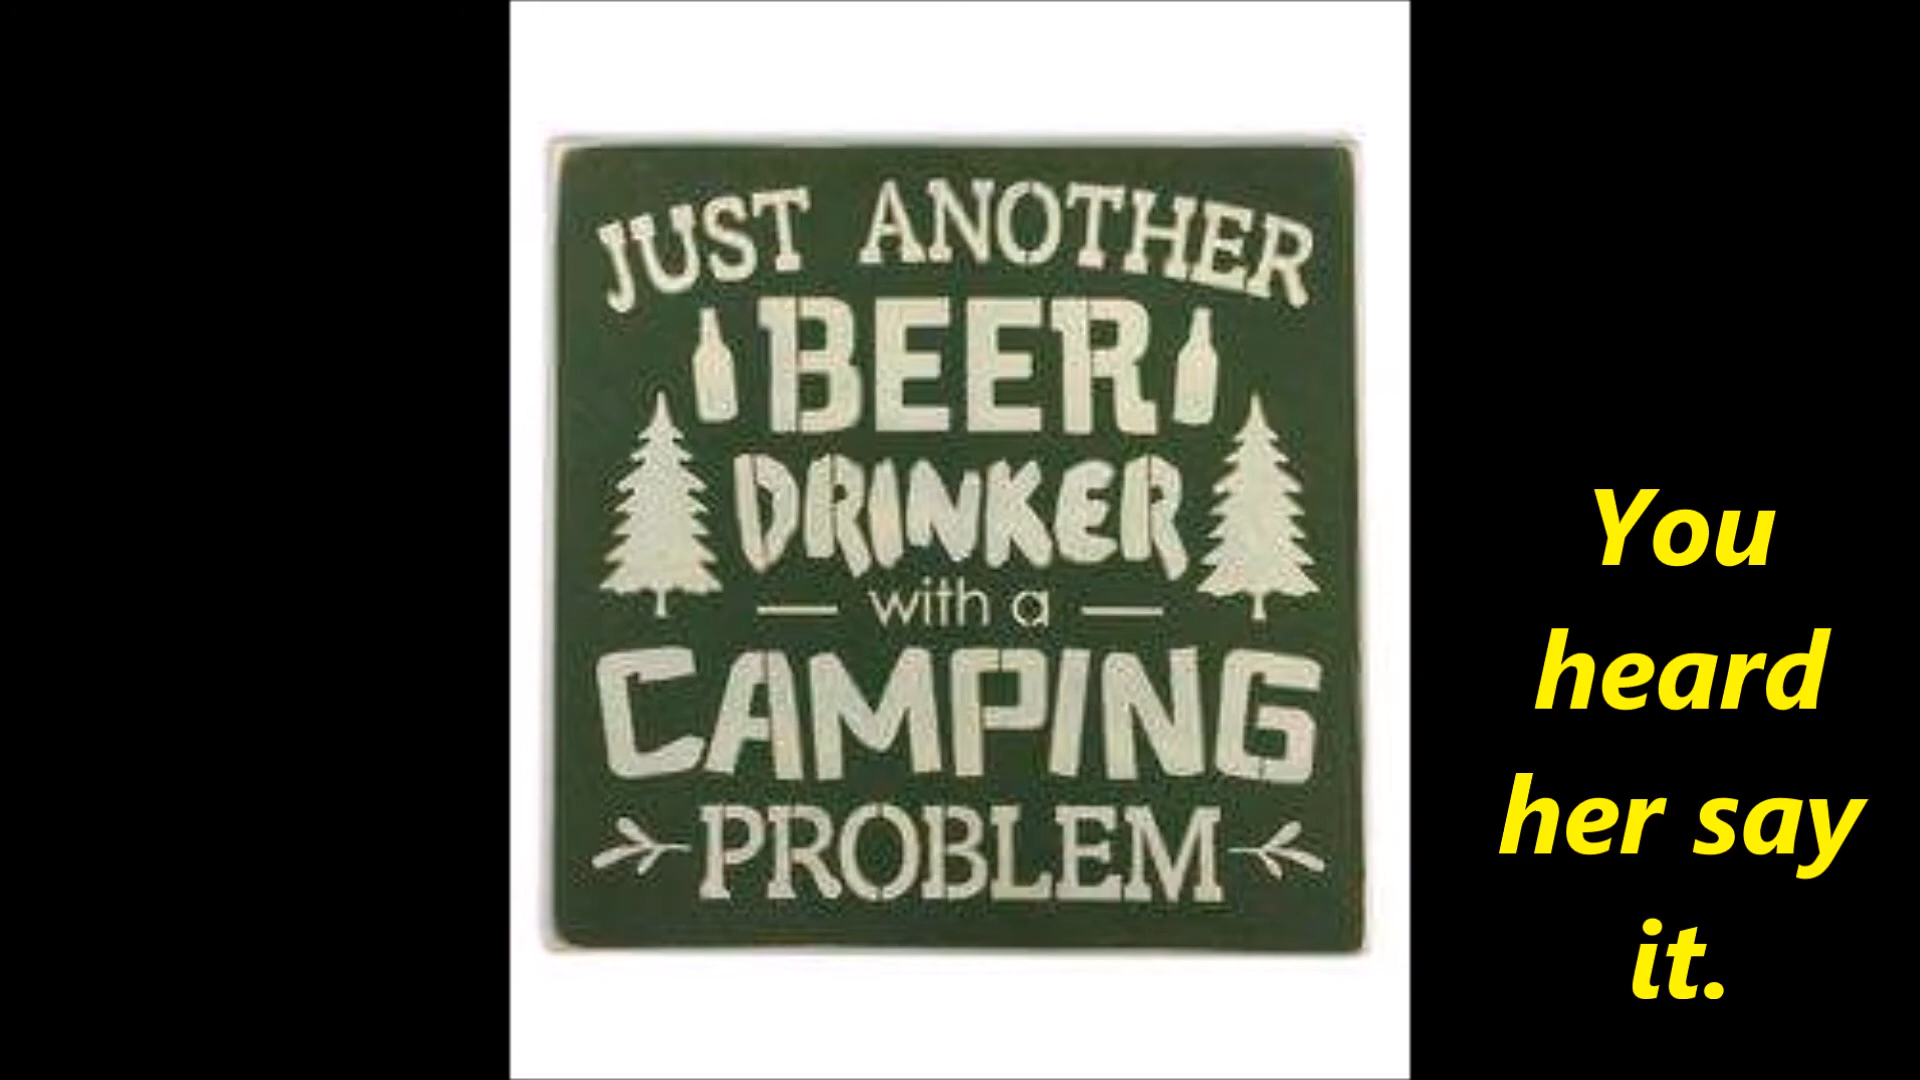 JUST ANOTHER
BEER
DRINKER
with a
CAMPING
PROBLEM
You
heard
her say
it.